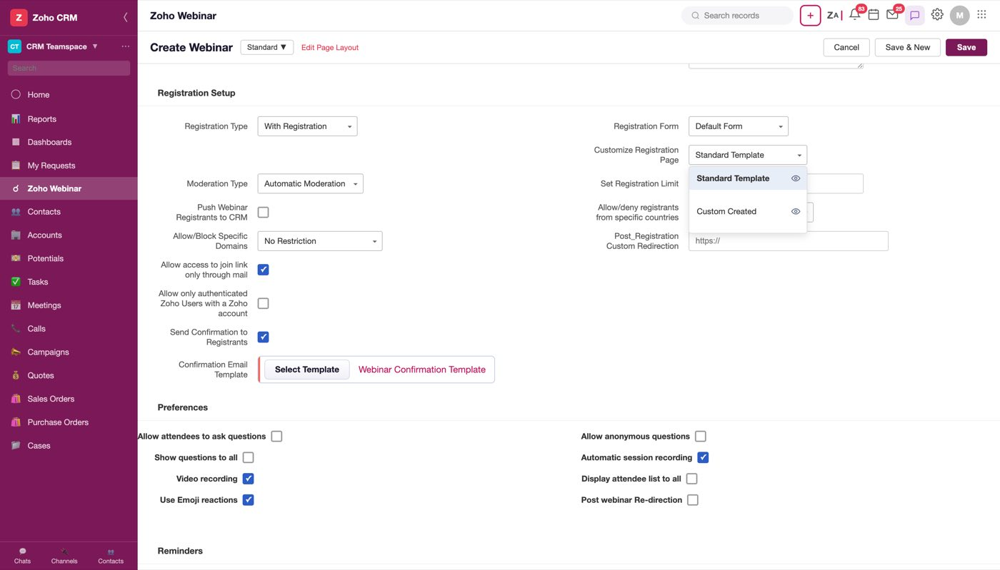 Z Zoho CRM
CT CRM Teamspace
Search
Home
Reports
Dashboards
My Requests
Zoho Webinar
Contacts
Accounts
Potentials
Tasks
Meetings
Calls
Campaigns
Quotes
Sales Orders
Purchase Orders
Cases
Chats
Channels
Contacts
Zoho Webinar
Search records
83
25
M
Create Webinar
Standard ▼
Edit Page Layout
Cancel
Save & New
Save
Registration Setup
Registration Type
With Registration
Registration Form
Default Form
Customize Registration
Page
Standard Template
Standard Template
Custom Created
Moderation Type
Automatic Moderation
Set Registration Limit
Push Webinar
Registrants to CRM
Allow/deny registrants
from specific countries
Allow/Block Specific
Domains
No Restriction
Post_Registration
Custom Redirection
https://
Allow access to join link
only through mail
Allow only authenticated
Zoho Users with a Zoho
account
Send Confirmation to
Registrants
Confirmation Email
Template
Select Template
Webinar Confirmation Template
Preferences
Allow attendees to ask questions
Allow anonymous questions
Show questions to all
Automatic session recording
Video recording
Display attendee list to all
Use Emoji reactions
Post webinar Re-direction
Reminders